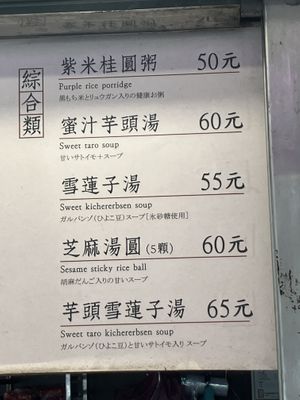 綜合類
紫米桂圓粥 50元
Purple rice porridge
黒もち米とリュウガン入りの健康お粥
蜜汁芋頭湯 60元
Sweet taro soup
甘いサトイモ＋スープ
雪蓮子湯 55元
Sweet kichererbsen soup
ガルバンゾ(ひよこ豆)スープ[氷砂糖使用]
芝麻湯圓(5顆) 60元
Sesame sticky rice ball
胡麻だんご入りの甘いスープ
芋頭雪蓮子湯 65元
Sweet taro kichererbsen soup
ガルバンゾ(ひよこ豆)と甘いサトイモ入りスープ